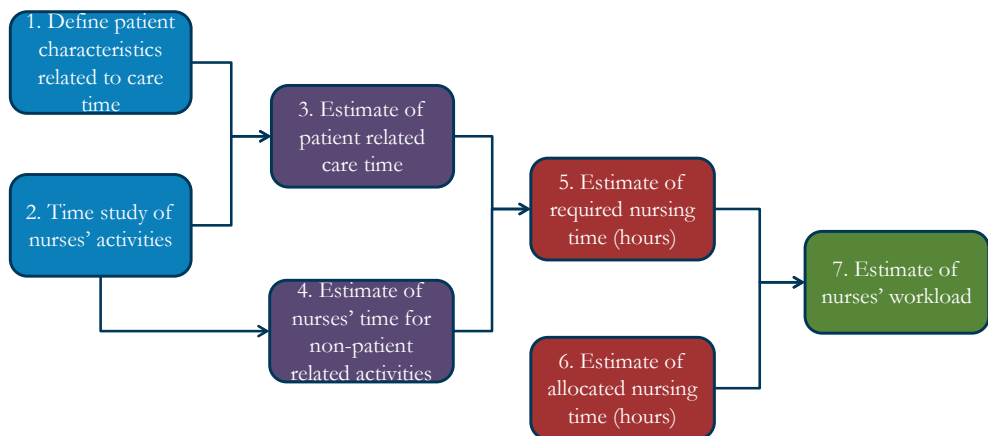 1. Define patient
characteristics
related to care
time
2. Time study of
nurses’ activities
3. Estimate of
patient related
care time
4. Estimate of
nurses’ time for
non-patient
related activities
5. Estimate of
required nursing
time (hours)
6. Estimate of
allocated nursing
time (hours)
7. Estimate of
nurses’ workload